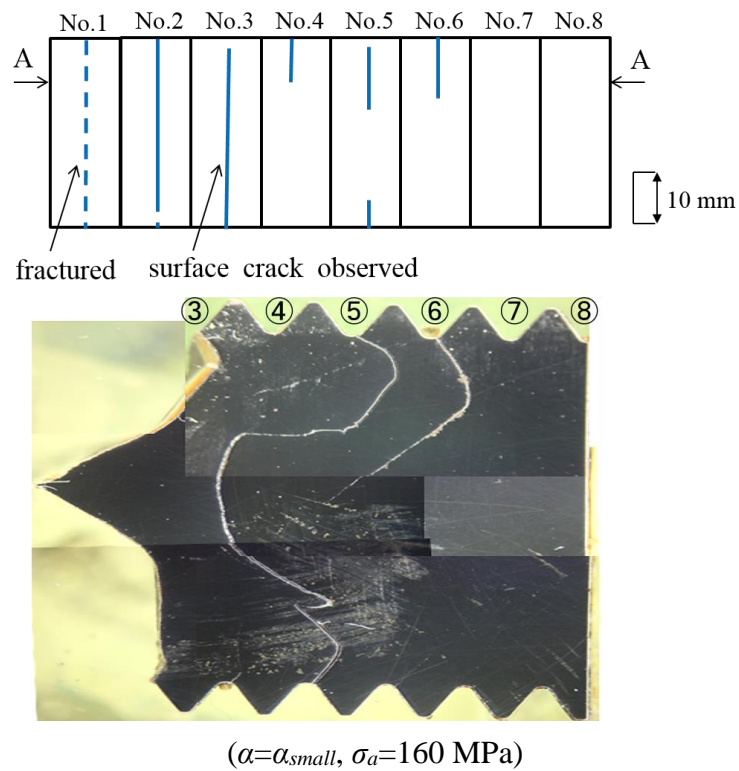 No.1 No.2 No.3 No.4 No.5 No.6 No.7 No.8
A A
10 mm
fractured surface crack observed
③ ④ ⑤ ⑥ ⑦ ⑧
(α=αsmall, σa=160 MPa)